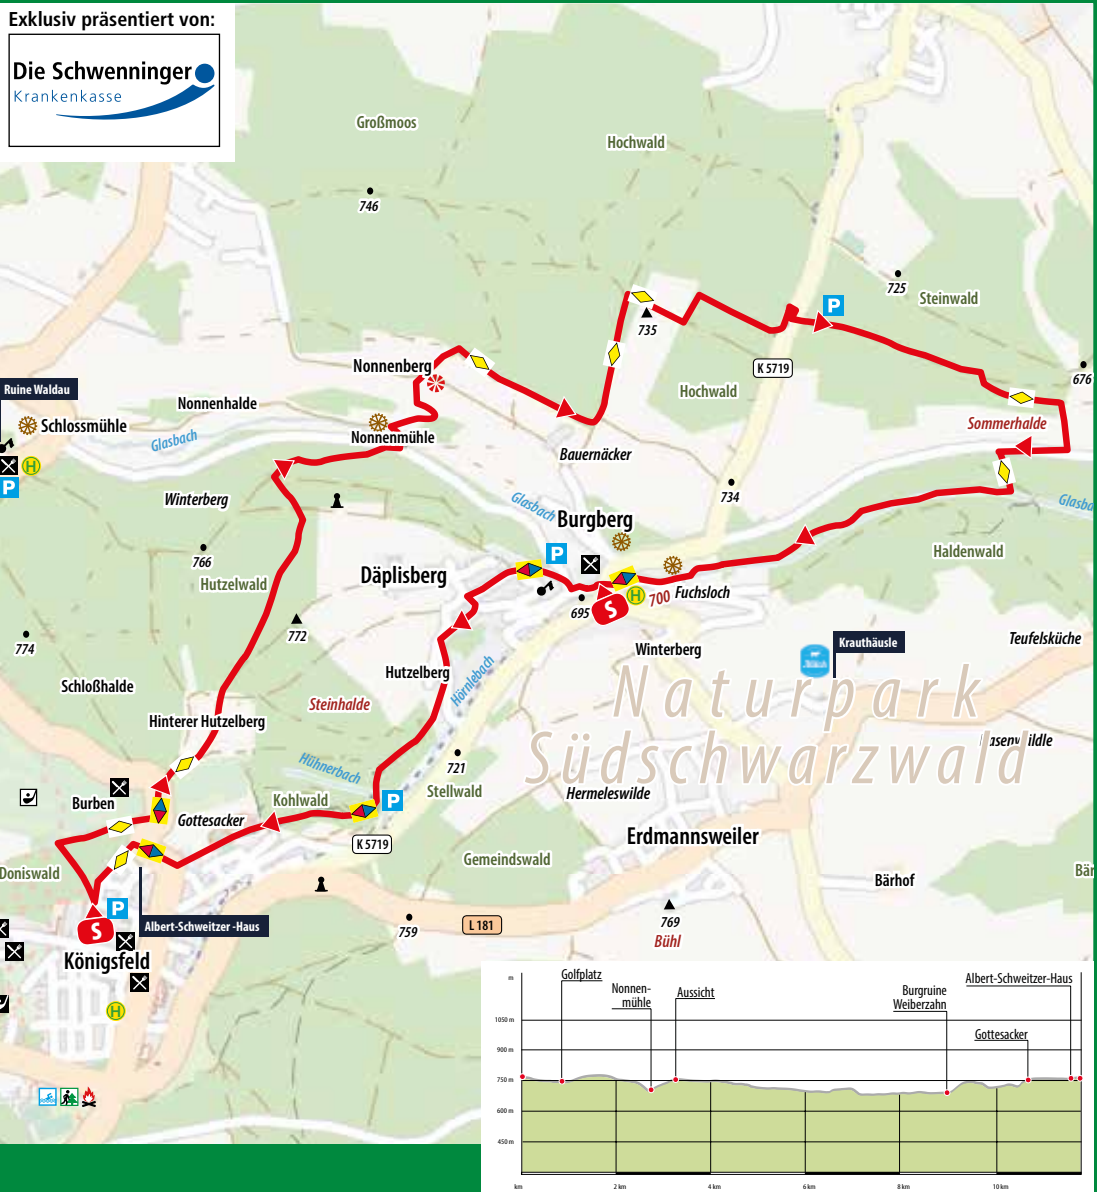 Exklusiv präsentiert von:
Die Schwenninger
Krankenkasse
Großmoos
Hochwald
746
725
Steinwald
735
P
K 5719
676
Nonnenberg
Ruine Waldau
Hochwald
Nonnenhalde
Schlossmühle
Sommerhalde
Glasbach
Nonnenmühle
H
Bauernäcker
P
Winterberg
734
Glasbach
Burgberg
766
P
Haldenwald
Hutzelwald
Däplisberg
695
S
H
700
Fuchsloch
772
774
Winterberg
Krauthäusle
Teufelsküche
Hutzelberg
Hörnlebach
Schloßhalde
Steinhalde
Naturpark
Hinterer Hutzelberg
Südschwarzwald
721
Hühnerbach
Stellwald
Hermeleswilde
Burben
Kohlwald
P
Gottesacker
Erdmannsweiler
K 5719
Gemeindswald
Doniswald
Bärhof
Bär
P
759
L 181
769
Bühl
S
Albert-Schweitzer -Haus
Königsfeld
H
m
Golfplatz
Nonnen-
mühle
Aussicht
Burgruine
Weiberzahn
Albert-Schweitzer-Haus
Gottesacker
1050 m
900 m
750 m
600 m
450 m
km
2 km
4 km
6 km
8 km
10 km